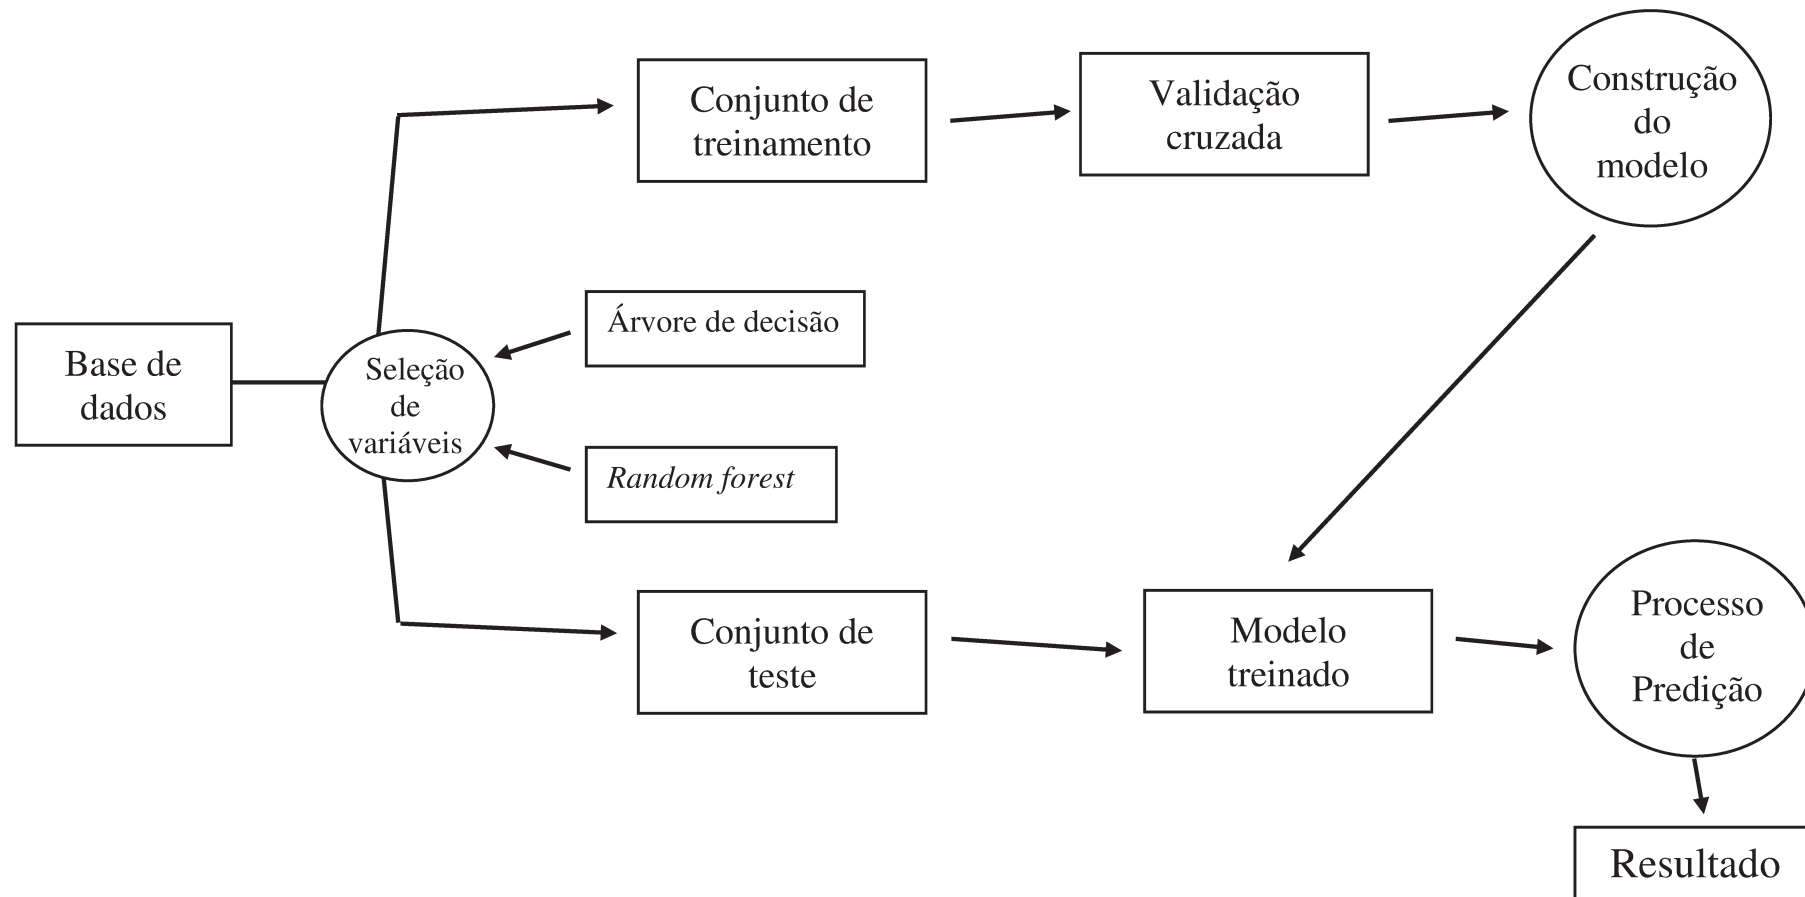 Conjunto de
treinamento
Validação
cruzada
Construção
do
modelo
Base de
dados
Seleção
de
variáveis
Árvore de decisão
Random forest
Conjunto de
teste
Modelo
treinado
Processo
de
Predição
Resultado